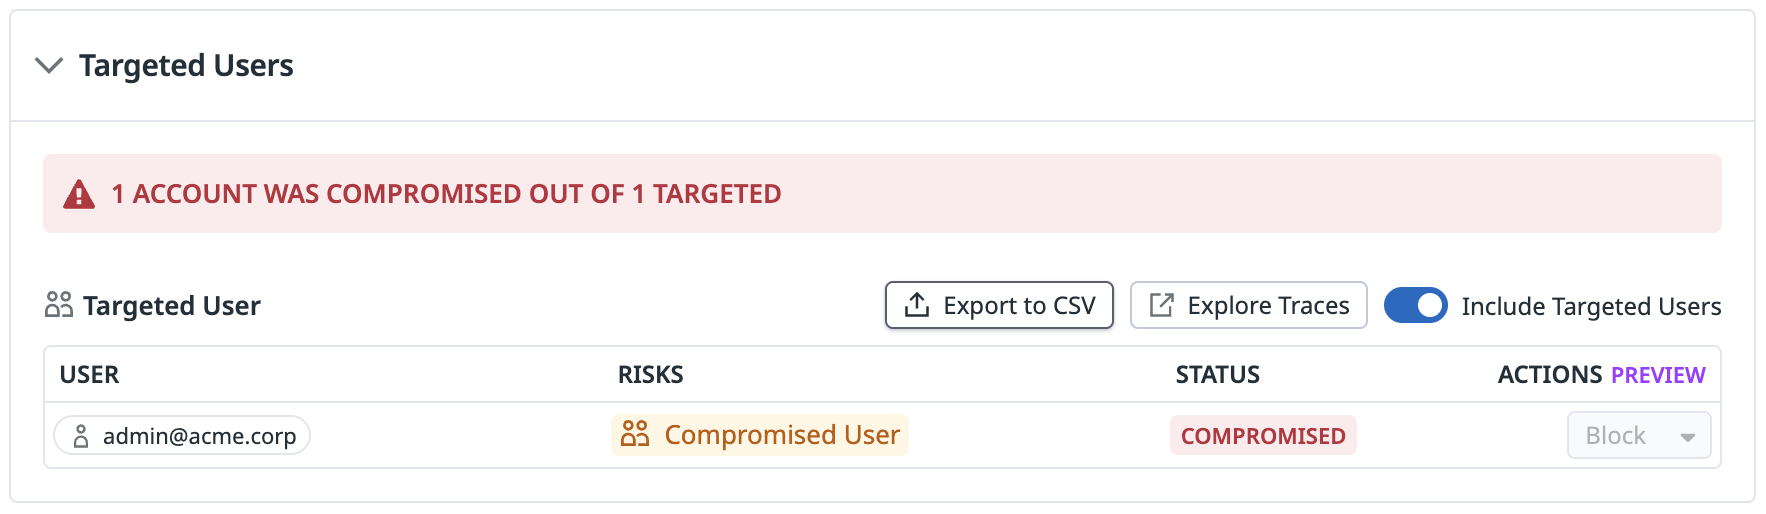 Targeted Users
1 ACCOUNT WAS COMPROMISED OUT OF 1 TARGETED
Targeted User
Export to CSV
Explore Traces
Include Targeted Users
USER RISKS STATUS ACTIONS PREVIEW
admin@acme.corp Compromised User COMPROMISED Block